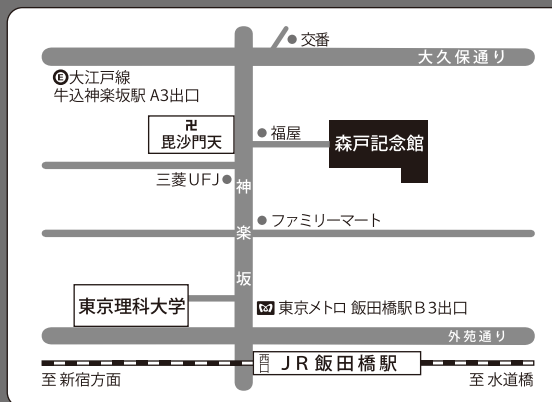 交番
大久保通り
E大江戸線
牛込神楽坂駅 A3出口
卍
毘沙門天
福屋
森戸記念館
三菱UFJ
神楽坂
ファミリーマート
東京理科大学
東京メトロ 飯田橋駅B3出口
外苑通り
西口
JR飯田橋駅
至 新宿方面
至 水道橋